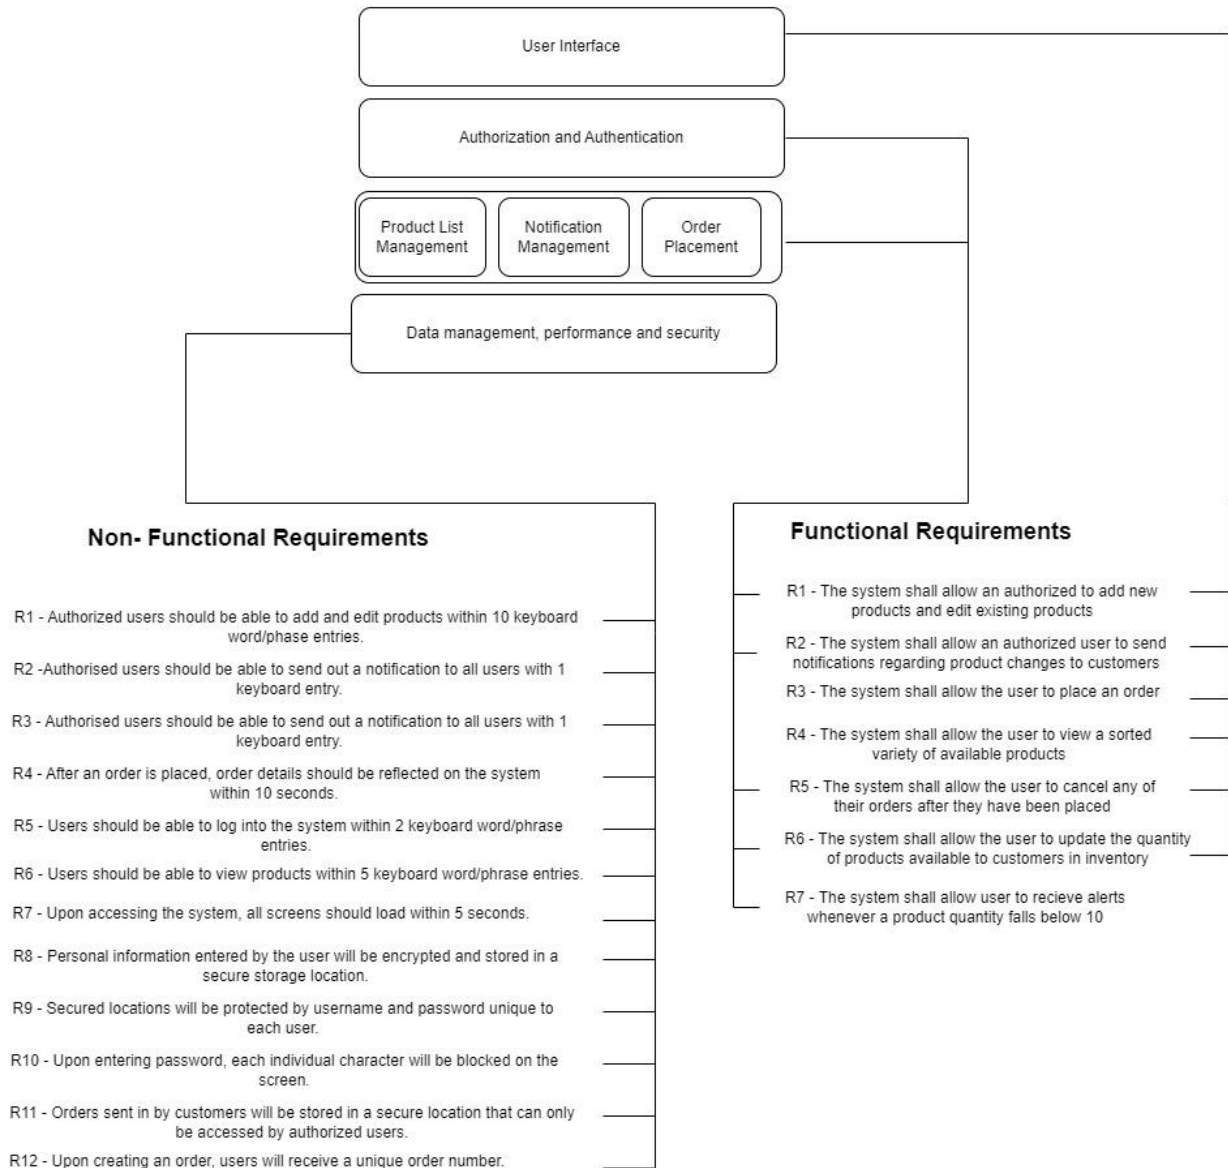 User Interface
Authorization and Authentication
Product List
Management
Notification
Management
Order
Placement
Data management, performance and security
Non- Functional Requirements
R1 - Authorized users should be able to add and edit products within 10 keyboard
word/phase entries.
R2 -Authorised users should be able to send out a notification to all users with 1
keyboard entry.
R3 - Authorised users should be able to send out a notification to all users with 1
keyboard entry.
R4 - After an order is placed, order details should be reflected on the system
within 10 seconds.
R5 - Users should be able to log into the system within 2 keyboard word/phrase
entries.
R6 - Users should be able to view products within 5 keyboard word/phrase entries.
R7 - Upon accessing the system, all screens should load within 5 seconds.
R8 - Personal information entered by the user will be encrypted and stored in a
secure storage location.
R9 - Secured locations will be protected by username and password unique to
each user.
R10 - Upon entering password, each individual character will be blocked on the
screen.
R11 - Orders sent in by customers will be stored in a secure location that can only
be accessed by authorized users.
R12 - Upon creating an order, users will receive a unique order number.
Functional Requirements
R1 - The system shall allow an authorized to add new
products and edit existing products
R2 - The system shall allow an authorized user to send
notifications regarding product changes to customers
R3 - The system shall allow the user to place an order
R4 - The system shall allow the user to view a sorted
variety of available products
R5 - The system shall allow the user to cancel any of
their orders after they have been placed
R6 - The system shall allow the user to update the quantity
of products available to customers in inventory
R7 - The system shall allow user to recieve alerts
whenever a product quantity falls below 10